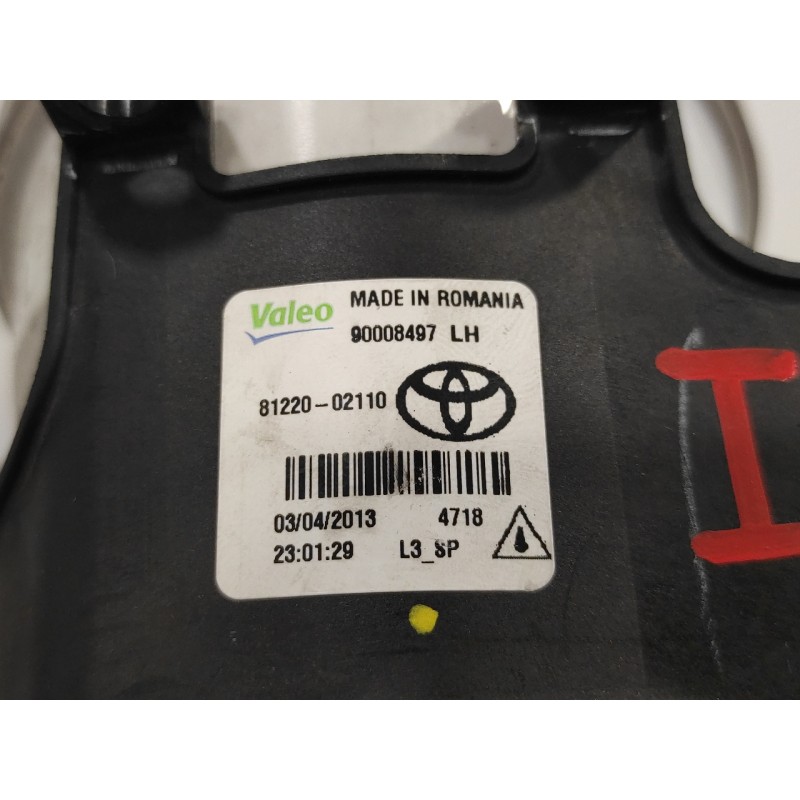 Valeo MADE IN ROMANIA
90008497 LH
81220-02110
03/04/2013 4718
23:01:29 L3_SP
I